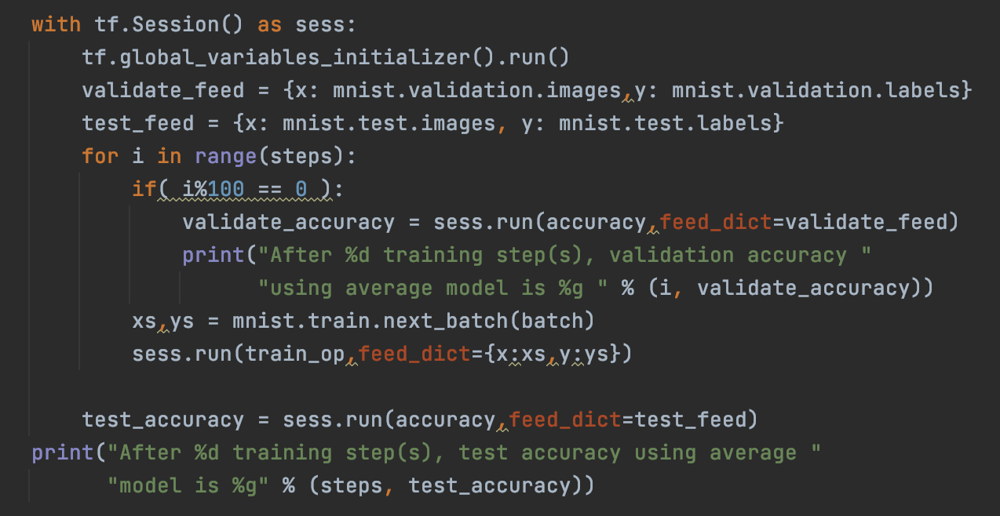 with tf.Session() as sess:
    tf.global_variables_initializer().run()
    validate_feed = {x: mnist.validation.images,y: mnist.validation.labels}
    test_feed = {x: mnist.test.images, y: mnist.test.labels}
    for i in range(steps):
        if( i%100 == 0 ):
            validate_accuracy = sess.run(accuracy,feed_dict=validate_feed)
            print("After %d training step(s), validation accuracy "
                  "using average model is %g " % (i, validate_accuracy))
        xs,ys = mnist.train.next_batch(batch)
        sess.run(train_op,feed_dict={x:xs,y:ys})

    test_accuracy = sess.run(accuracy,feed_dict=test_feed)
print("After %d training step(s), test accuracy using average "
      "model is %g" % (steps, test_accuracy))